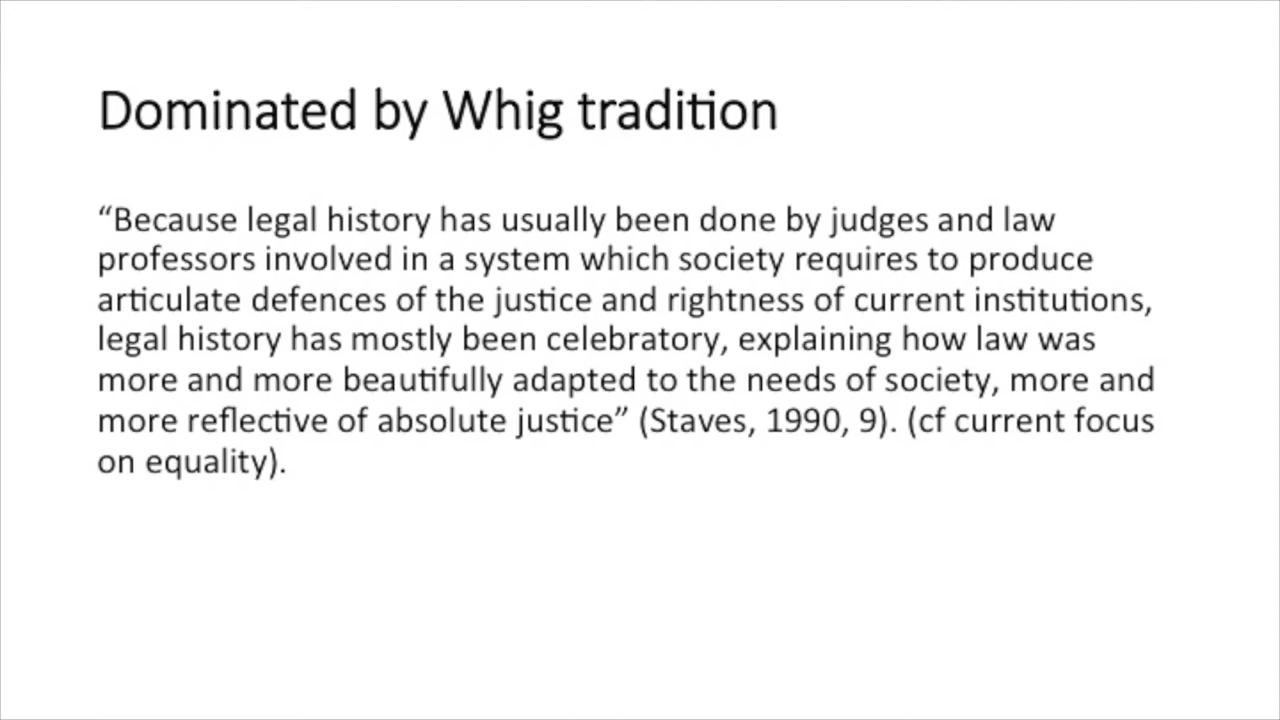 Dominated by Whig tradition
“Because legal history has usually been done by judges and law
professors involved in a system which society requires to produce
articulate defences of the justice and rightness of current institutions,
legal history has mostly been celebratory, explaining how law was
more and more beautifully adapted to the needs of society, more and
more reflective of absolute justice” (Staves, 1990, 9). (cf current focus
on equality).